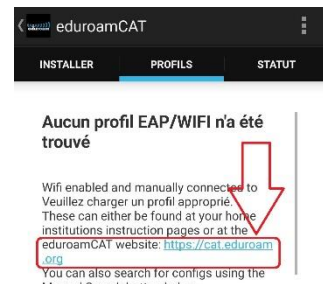 eduroamCAT
INSTALLER PROFILS STATUT
Aucun profil EAP/WIFI n'a été
trouvé
Wifi enabled and manually connected to
Veuillez charger un profil approprié.
These can either be found at your home
institutions instruction pages or at the
eduroamCAT website: https://cat.eduroam
.org
You can also search for configs using the